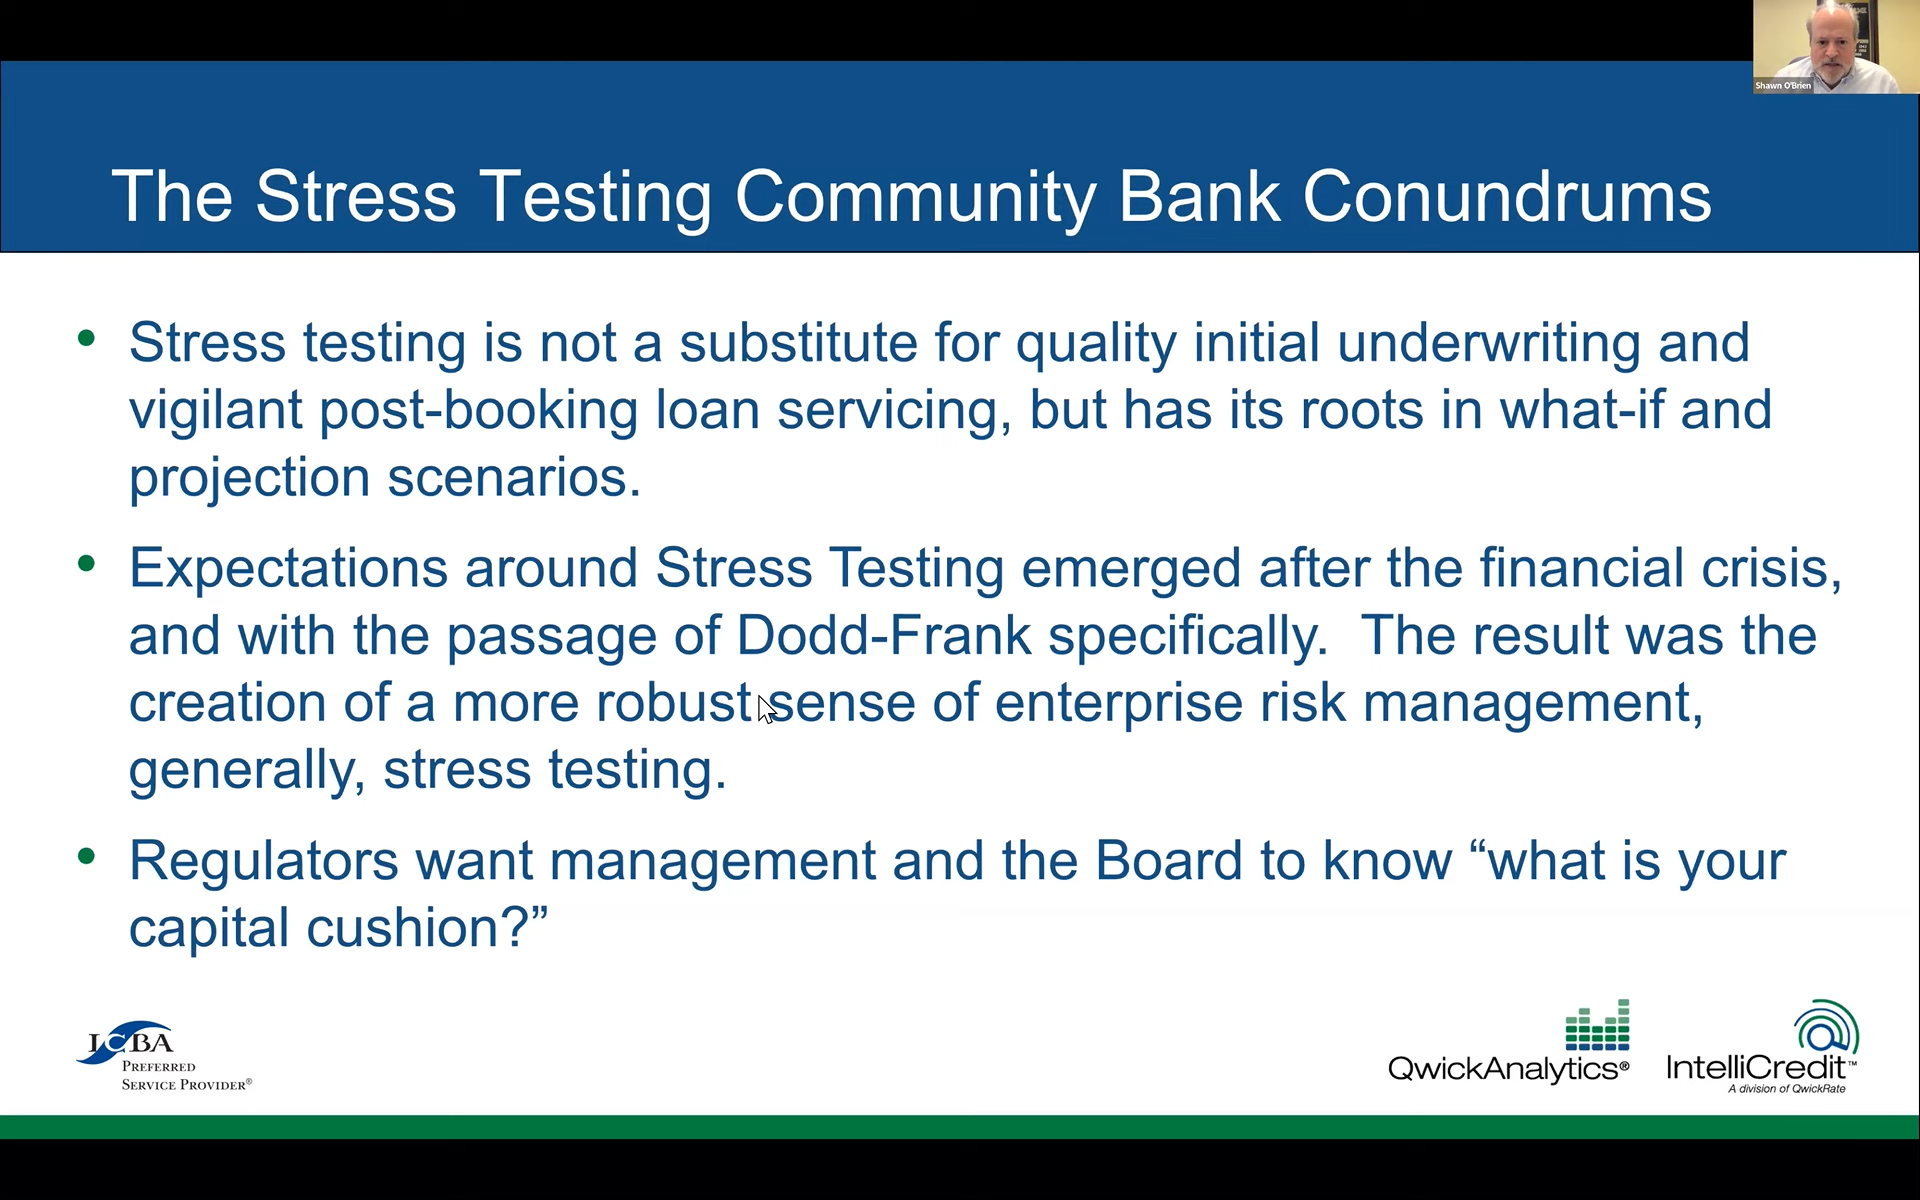 Shawn O'Brien
The Stress Testing Community Bank Conundrums
• Stress testing is not a substitute for quality initial underwriting and
vigilant post-booking loan servicing, but has its roots in what-if and
projection scenarios.
• Expectations around Stress Testing emerged after the financial crisis,
and with the passage of Dodd-Frank specifically.  The result was the
creation of a more robust sense of enterprise risk management,
generally, stress testing.
• Regulators want management and the Board to know “what is your
capital cushion?”
ICBA
PREFERRED
SERVICE PROVIDER®
QwickAnalytics®
IntelliCredit™
A division of QwickRate